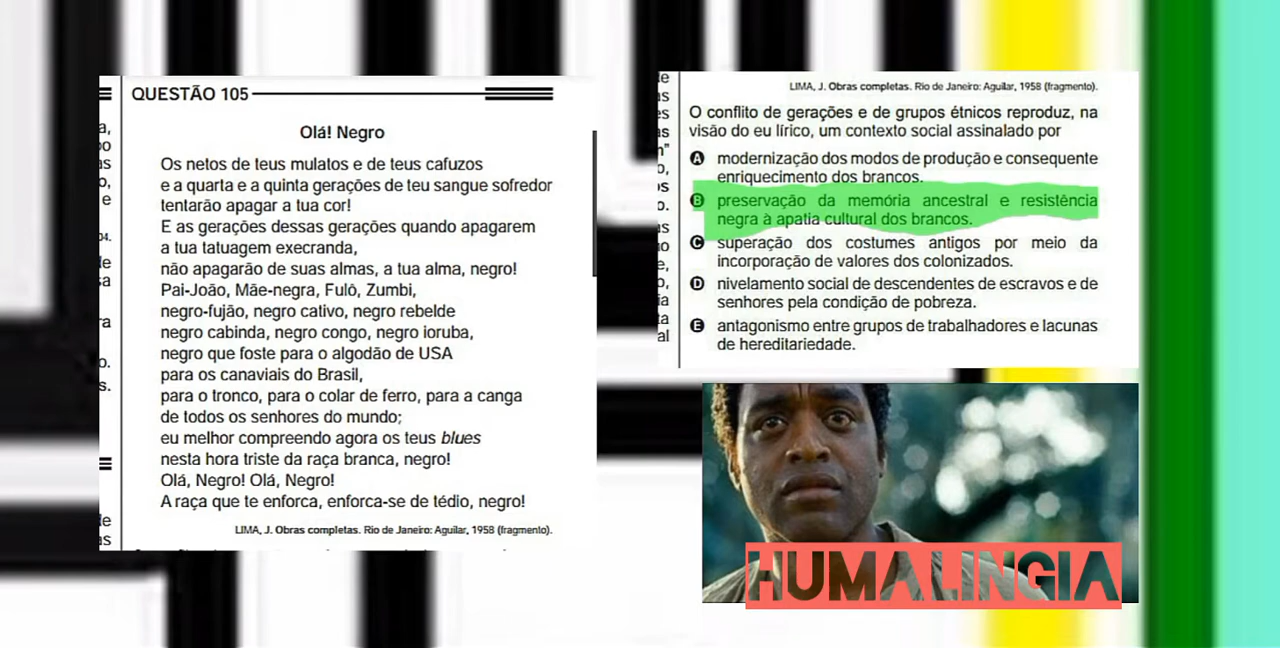 QUESTÃO 105
Olá! Negro
Os netos de teus mulatos e de teus cafuzos
e a quarta e a quinta gerações de teu sangue sofredor
tentarão apagar a tua cor!
E as gerações dessas gerações quando apagarem
a tua tatuagem execranda,
não apagarão de suas almas, a tua alma, negro!
Pai-João, Mãe-negra, Fulô, Zumbi,
negro-fujão, negro cativo, negro rebelde
negro cabinda, negro congo, negro ioruba,
negro que foste para o algodão de USA
para os canaviais do Brasil,
para o tronco, para o colar de ferro, para a canga
de todos os senhores do mundo;
eu melhor compreendo agora os teus blues
nesta hora triste da raça branca, negro!
Olá, Negro! Olá, Negro!
A raça que te enforca, enforca-se de tédio, negro!
LIMA, J. Obras completas. Rio de Janeiro: Aguilar, 1958 (fragmento).
LIMA, J. Obras completas. Rio de Janeiro: Aguilar, 1958 (fragmento).
O conflito de gerações e de grupos étnicos reproduz, na
visão do eu lírico, um contexto social assinalado por
A modernização dos modos de produção e consequente
enriquecimento dos brancos.
B preservação da memória ancestral e resistência
negra à apatia cultural dos brancos.
C superação dos costumes antigos por meio da
incorporação de valores dos colonizados.
D nivelamento social de descendentes de escravos e de
senhores pela condição de pobreza.
E antagonismo entre grupos de trabalhadores e lacunas
de hereditariedade.
HUMALINGIA